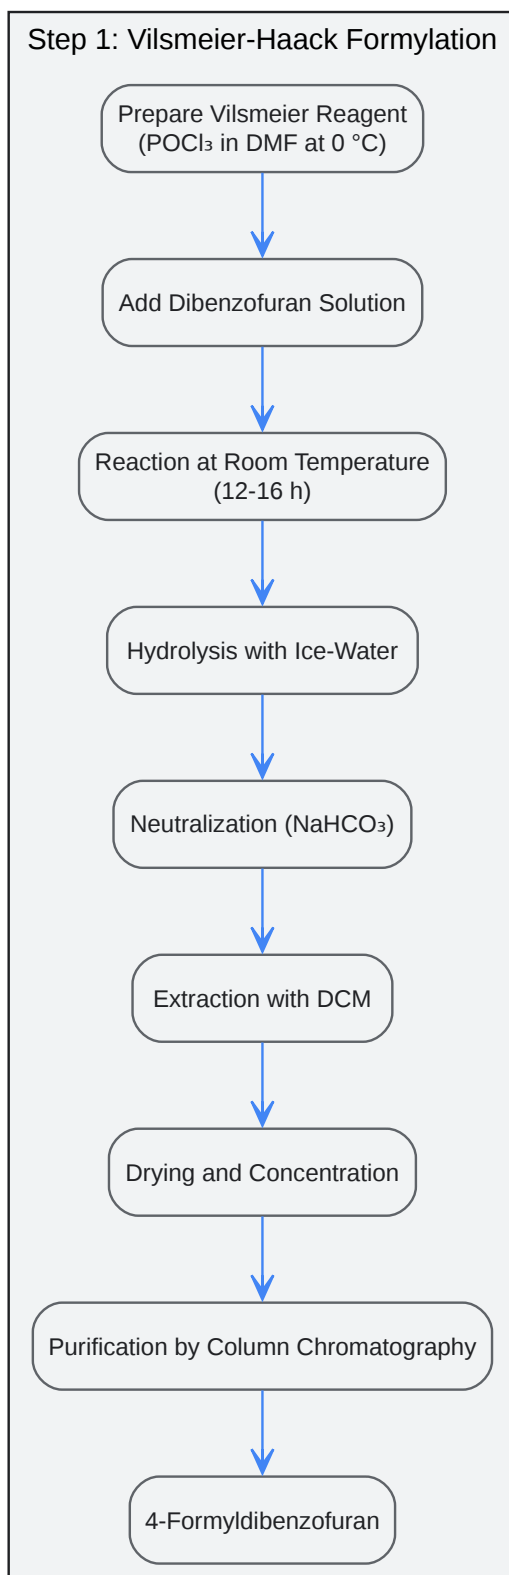 Step 1: Vilsmeier-Haack Formylation
Prepare Vilsmeier Reagent
(POCl₃ in DMF at 0 °C)
Add Dibenzofuran Solution
Reaction at Room Temperature
(12-16 h)
Hydrolysis with Ice-Water
Neutralization (NaHCO₃)
Extraction with DCM
Drying and Concentration
Purification by Column Chromatography
4-Formyldibenzofuran